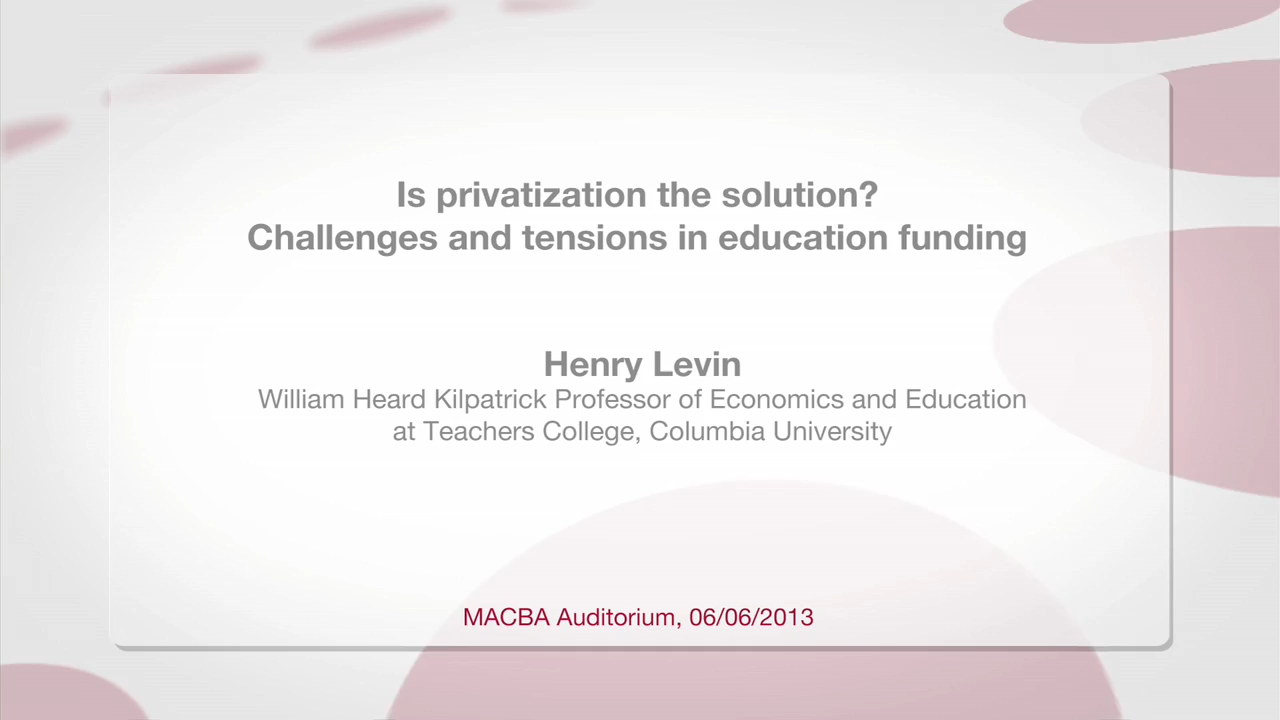 Is privatization the solution?
Challenges and tensions in education funding
Henry Levin
William Heard Kilpatrick Professor of Economics and Education
at Teachers College, Columbia University
MACBA Auditorium, 06/06/2013